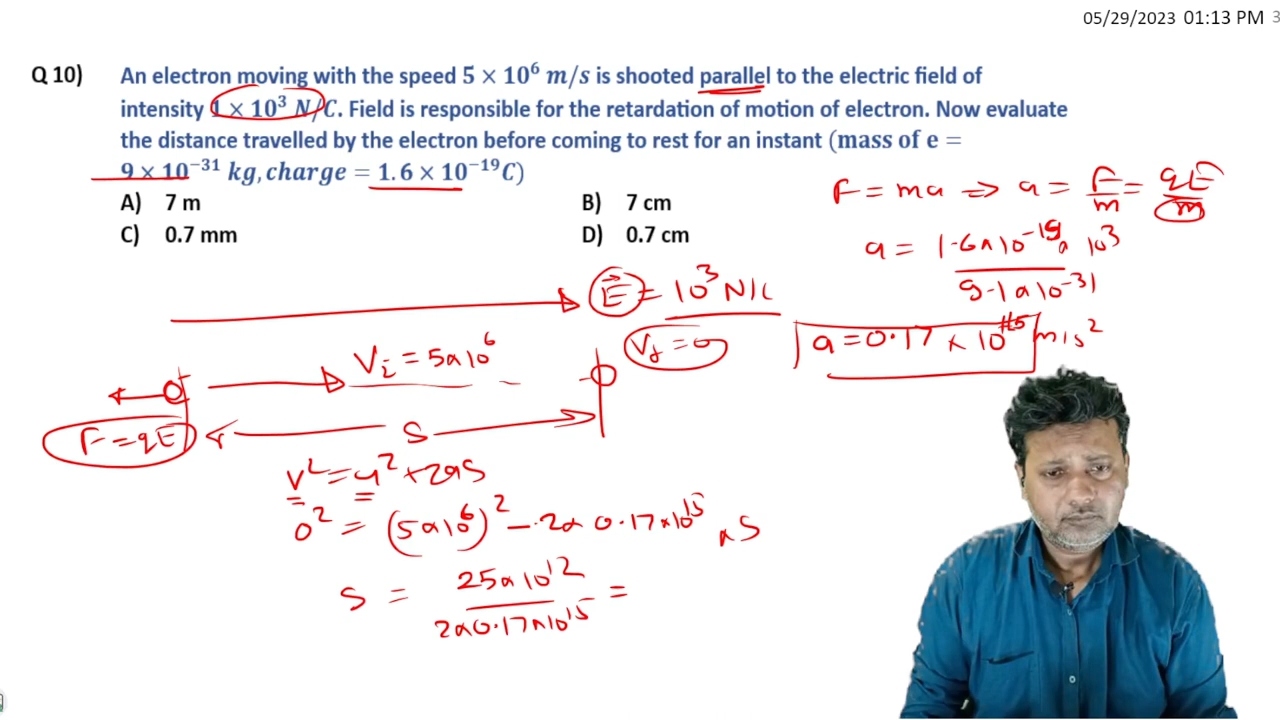 05/29/2023 01:13 PM 3
Q 10) An electron moving with the speed 5 × 10⁶ m/s is shooted parallel to the electric field of
intensity 1 × 10³ N/C. Field is responsible for the retardation of motion of electron. Now evaluate
the distance travelled by the electron before coming to rest for an instant (mass of e =
9 × 10⁻³¹ kg, charge = 1.6 × 10⁻¹⁹C)
A) 7 m B) 7 cm
C) 0.7 mm D) 0.7 cm
F = ma ⇒ a = F/m = qE/m
a = 1.6×10⁻¹⁹ × 10³ / 9.1×10⁻³¹
a = 0.17 × 10¹⁵ m/s²
E = 10³ N/C
Vf = 0
Vi = 5×10⁶
F = qE
S
v² = u² + 2as
0² = (5×10⁶)² - 2× 0.17×10¹⁵ × S
S = 25×10¹² / 2×0.17×10¹⁵ =